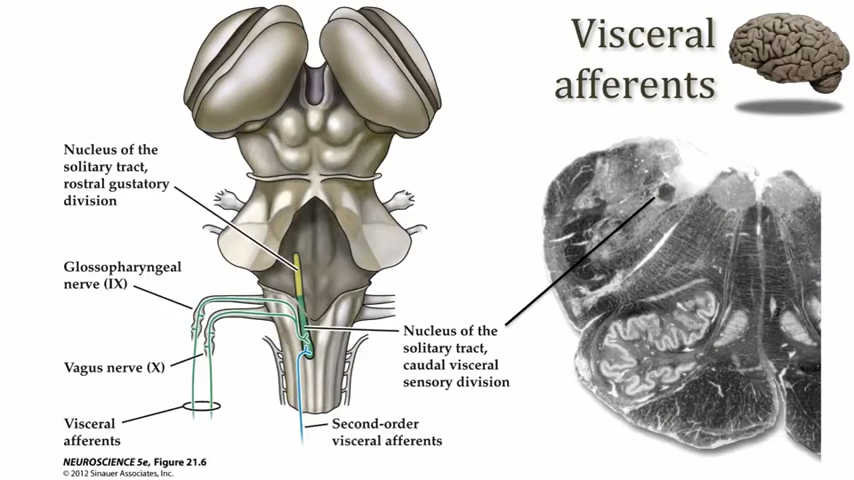 Visceral
afferents
Nucleus of the
solitary tract,
rostral gustatory
division
Glossopharyngeal
nerve (IX)
Vagus nerve (X)
Visceral
afferents
Nucleus of the
solitary tract,
caudal visceral
sensory division
Second-order
visceral afferents
NEUROSCIENCE 5e, Figure 21.6
© 2012 Sinauer Associates, Inc.